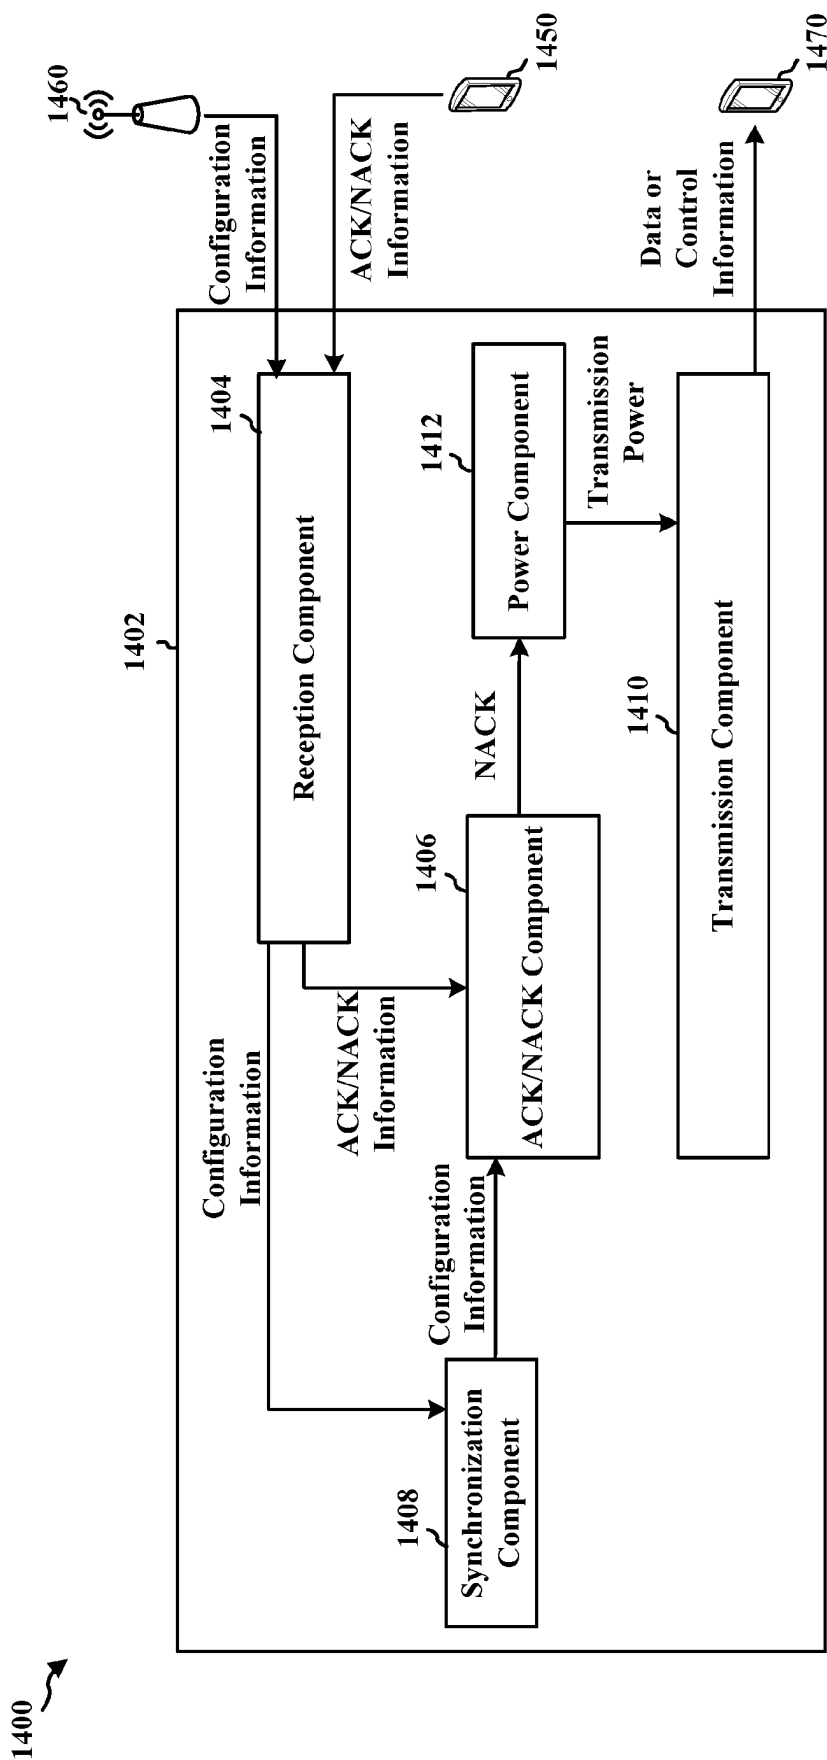 1400
1402
1460
Configuration
Information
ACK/NACK
Information
1450
1404
Reception Component
Configuration
Information
ACK/NACK
Information
1408
Synchronization
Component
Configuration
Information
1406
ACK/NACK Component
NACK
1412
Power Component
Transmission
Power
1410
Transmission Component
Data or
Control
Information
1470